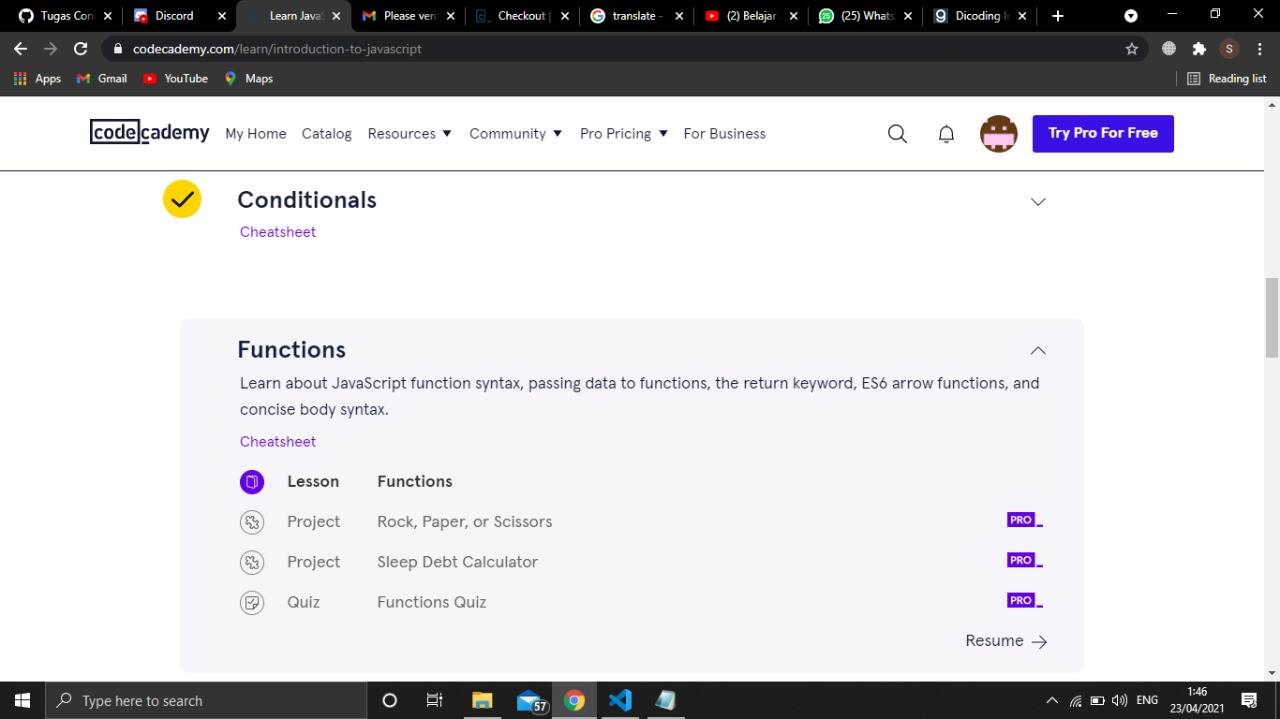 Tugas Con
Discord
Learn Java
Please veri
Checkout |
translate -
(2) Belajar
(25) Whats
Dicoding I
codecademy.com/learn/introduction-to-javascript
S
Apps
Gmail
YouTube
Maps
Reading list
codecademy
My Home
Catalog
Resources
Community
Pro Pricing
For Business
Try Pro For Free
Conditionals
Cheatsheet
Functions
Learn about JavaScript function syntax, passing data to functions, the return keyword, ES6 arrow functions, and
concise body syntax.
Cheatsheet
Lesson Functions
Project Rock, Paper, or Scissors PRO
Project Sleep Debt Calculator PRO
Quiz Functions Quiz PRO
Resume
Type here to search
57
ENG
1:46
23/04/2021